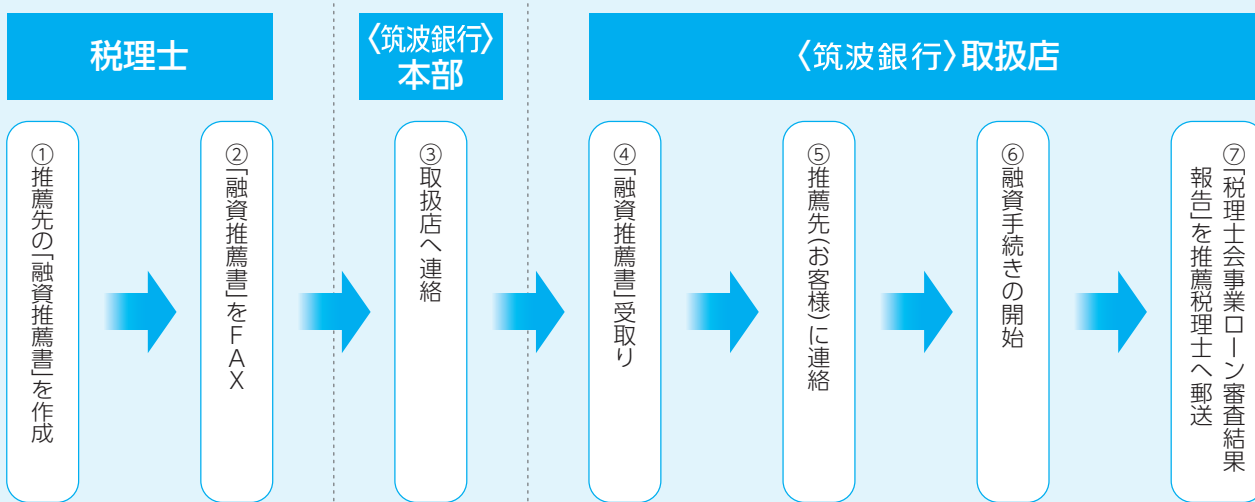 税理士
〈筑波銀行〉
本部
〈筑波銀行〉取扱店
①推薦先の「融資推薦書」を作成
②「融資推薦書」をＦＡＸ
③取扱店へ連絡
④「融資推薦書」受取り
⑤推薦先（お客様）に連絡
⑥融資手続きの開始
⑦「税理士会事業ローン審査結果
報告」を推薦税理士へ郵送